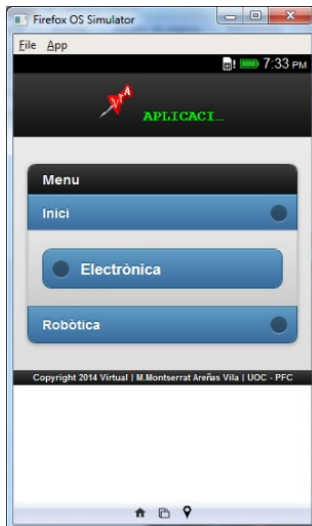 Firefox OS Simulator
File App
7:33 PM
APLICACI_
Menu
Inici
Electrònica
Robòtica
Copyright 2014 Virtual | M.Montserrat Areñas Vila | UOC - PFC